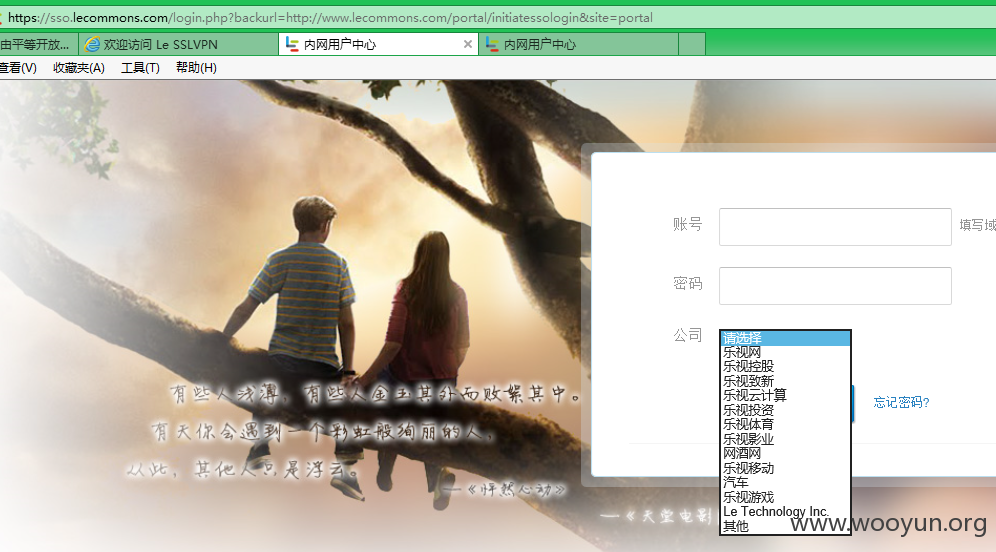 https://sso.lecommons.com/login.php?backurl=http://www.lecommons.com/portal/initiatessologin&site=portal
由平等开放... 欢迎访问 Le SSLVPN 内网用户中心 内网用户中心
查看(V) 收藏夹(A) 工具(T) 帮助(H)
账号 填写域
密码
公司
请选择
乐视网
乐视控股
乐视致新
乐视云计算
乐视投资
乐视体育
乐视影业
网酒网
乐视移动
汽车
乐视游戏
Le Technology Inc.
其他
忘记密码?
有些人浅薄，有些人金玉其外而败絮其中。
有天你会遇到一个彩虹般绚丽的人，
从此，其他人只是浮云。
—《怦然心动》
—《天堂电影
www.wooyun.org